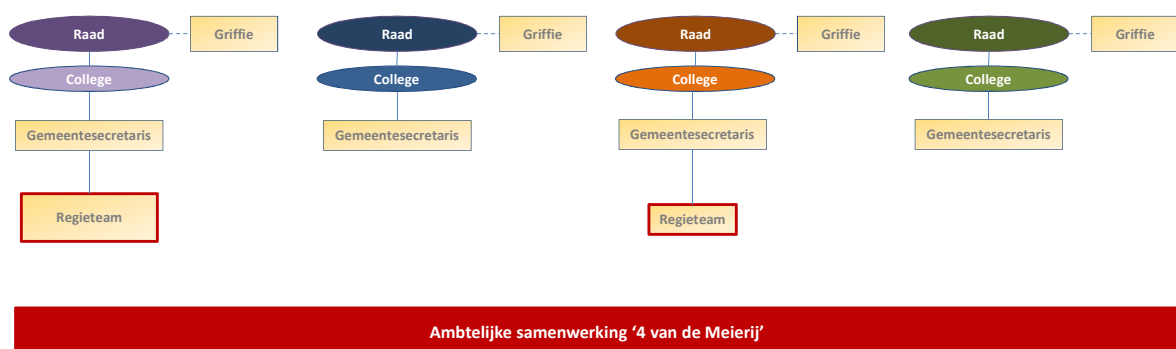 Raad
Griffie
Raad
Griffie
Raad
Griffie
Raad
Griffie
College
College
College
College
Gemeentesecretaris
Gemeentesecretaris
Gemeentesecretaris
Gemeentesecretaris
Regieteam
Regieteam
Ambtelijke samenwerking ‘4 van de Meierij’